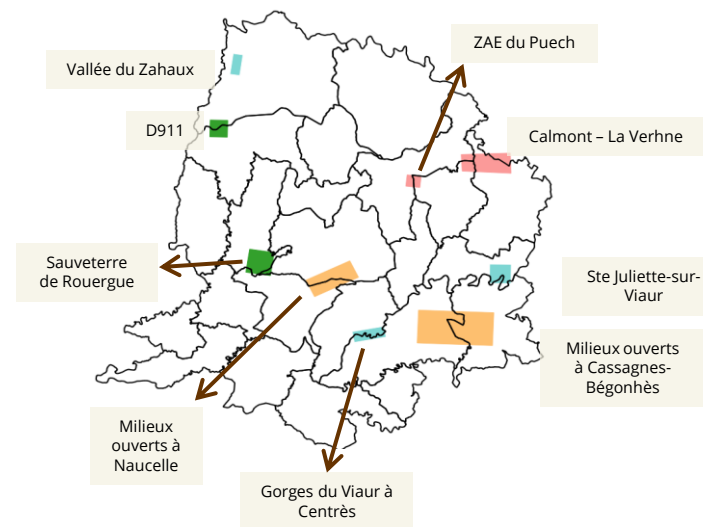 ZAE du Puech
Vallée du Zahaux
D911
Calmont – La Verhne
Sauveterre
de Rouergue
Ste Juliette-sur-
Viaur
Milieux ouverts
à Cassagnes-
Bégonhès
Milieux
ouverts à
Naucelle
Gorges du Viaur à
Centrès